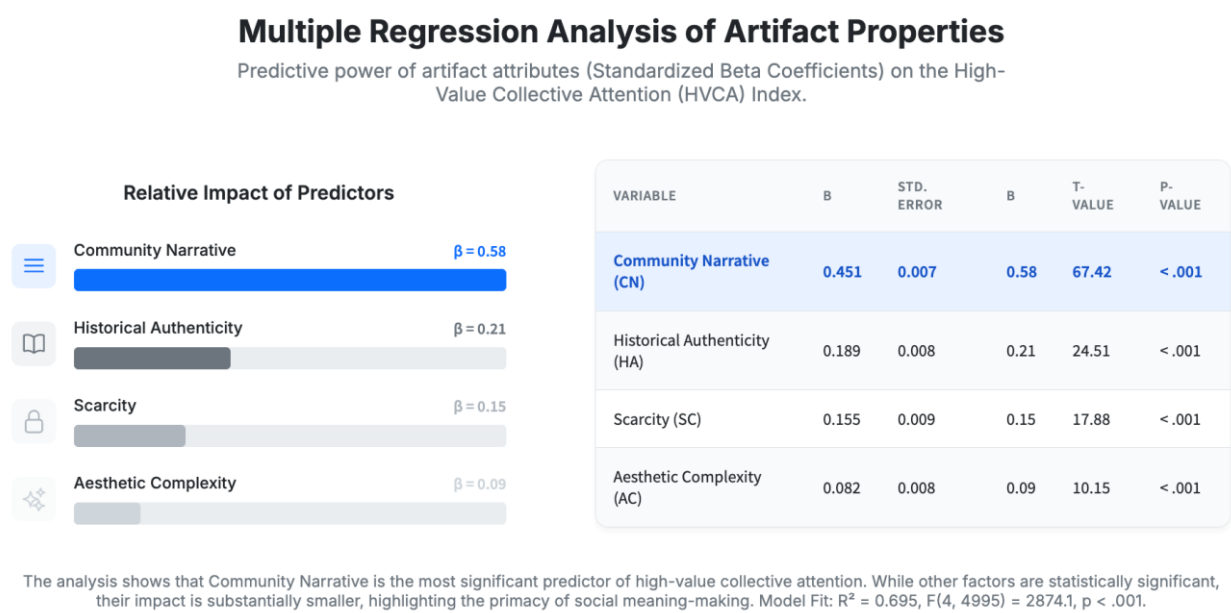 Multiple Regression Analysis of Artifact Properties
Predictive power of artifact attributes (Standardized Beta Coefficients) on the High-
Value Collective Attention (HVCA) Index.
Relative Impact of Predictors
Community Narrative β = 0.58
Historical Authenticity β = 0.21
Scarcity β = 0.15
Aesthetic Complexity β = 0.09
VARIABLE B STD. ERROR B T-VALUE P-VALUE
Community Narrative (CN) 0.451 0.007 0.58 67.42 < .001
Historical Authenticity (HA) 0.189 0.008 0.21 24.51 < .001
Scarcity (SC) 0.155 0.009 0.15 17.88 < .001
Aesthetic Complexity (AC) 0.082 0.008 0.09 10.15 < .001
The analysis shows that Community Narrative is the most significant predictor of high-value collective attention. While other factors are statistically significant,
their impact is substantially smaller, highlighting the primacy of social meaning-making. Model Fit: R² = 0.695, F(4, 4995) = 2874.1, p < .001.